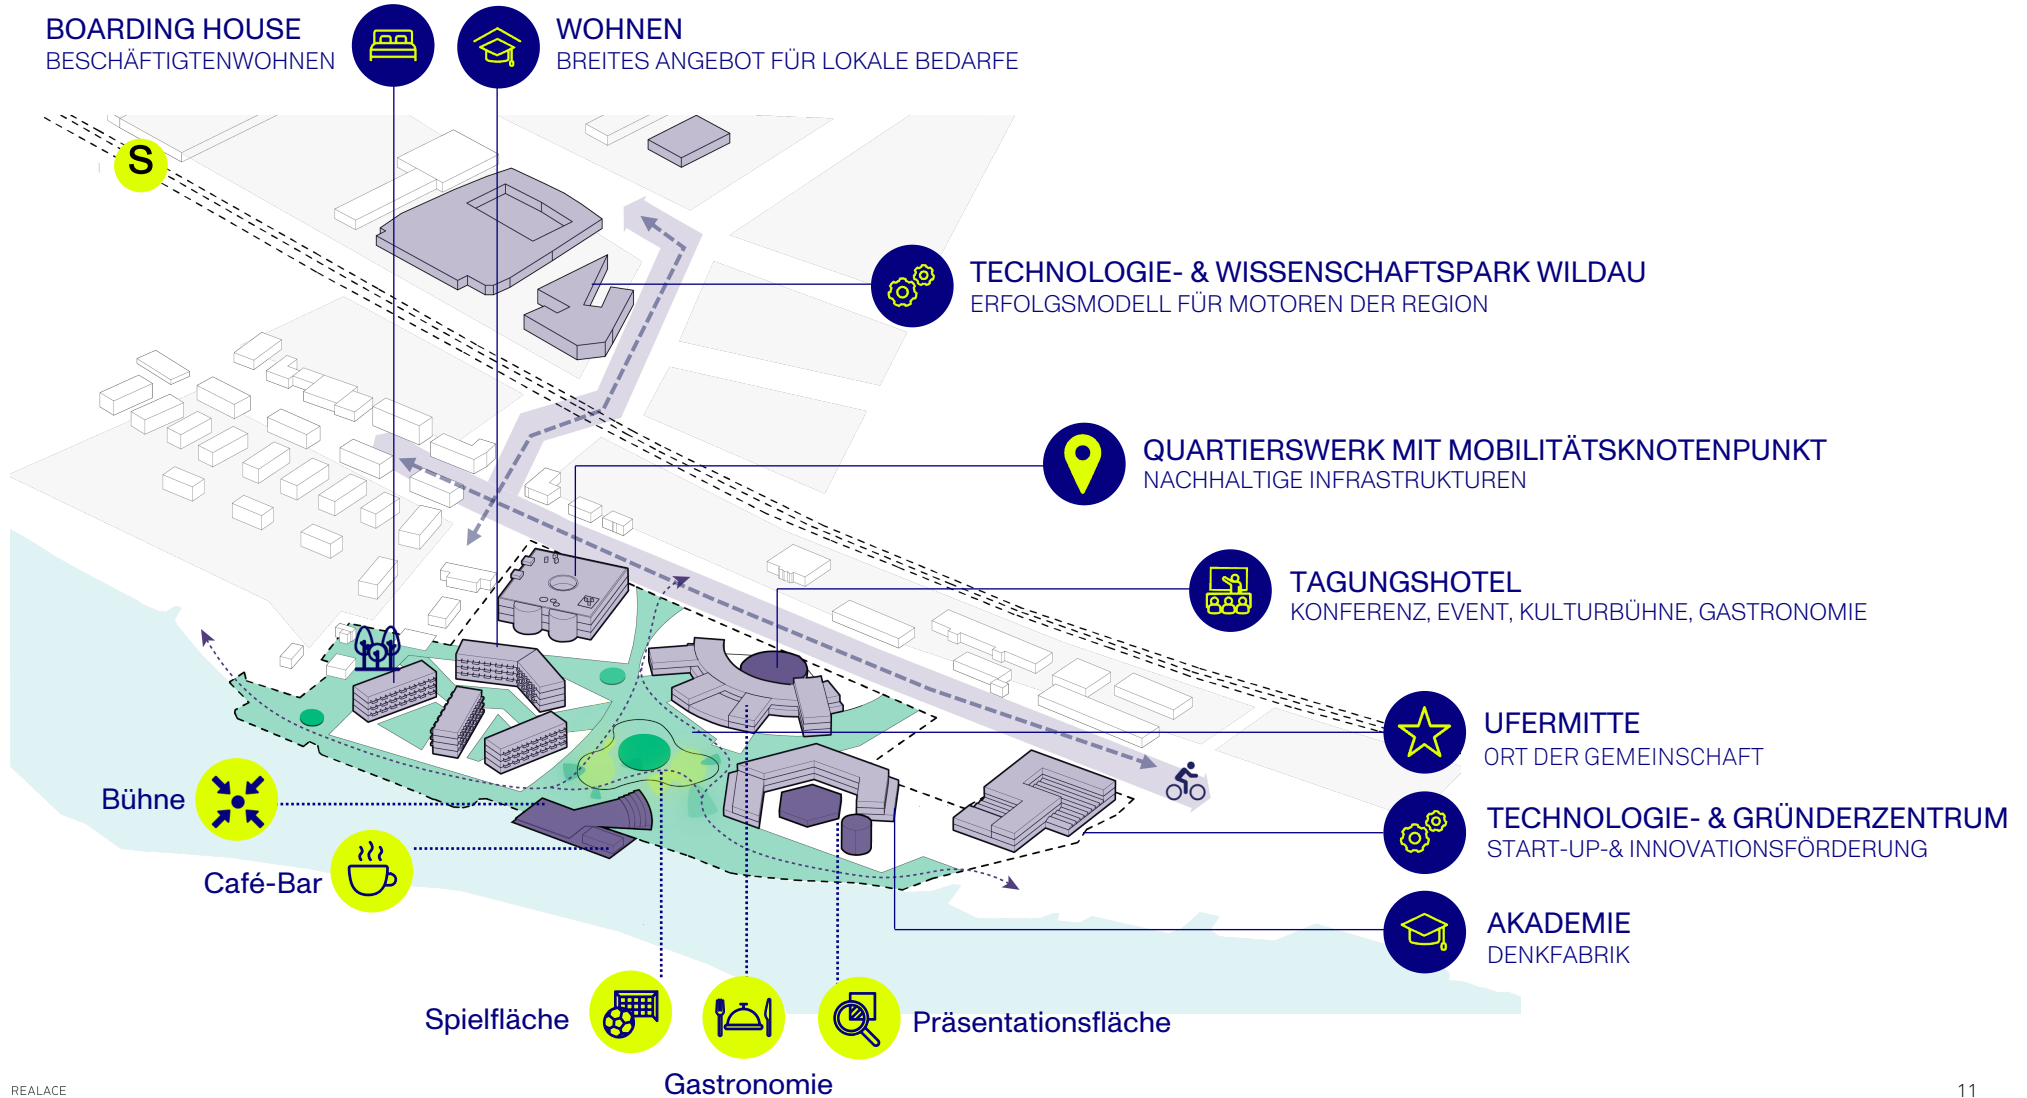 BOARDING HOUSE
BESCHÄFTIGTENWOHNEN
WOHNEN
BREITES ANGEBOT FÜR LOKALE BEDARFE
S
TECHNOLOGIE- & WISSENSCHAFTSPARK WILDAU
ERFOLGSMODELL FÜR MOTOREN DER REGION
QUARTIERSWERK MIT MOBILITÄTSKNOTENPUNKT
NACHHALTIGE INFRASTRUKTUREN
TAGUNGSHOTEL
KONFERENZ, EVENT, KULTURBÜHNE, GASTRONOMIE
UFERMITTE
ORT DER GEMEINSCHAFT
Bühne
TECHNOLOGIE- & GRÜNDERZENTRUM
START-UP-& INNOVATIONSFÖRDERUNG
Café-Bar
AKADEMIE
DENKFABRIK
Spielfläche
Präsentationsfläche
Gastronomie
REALACE
11